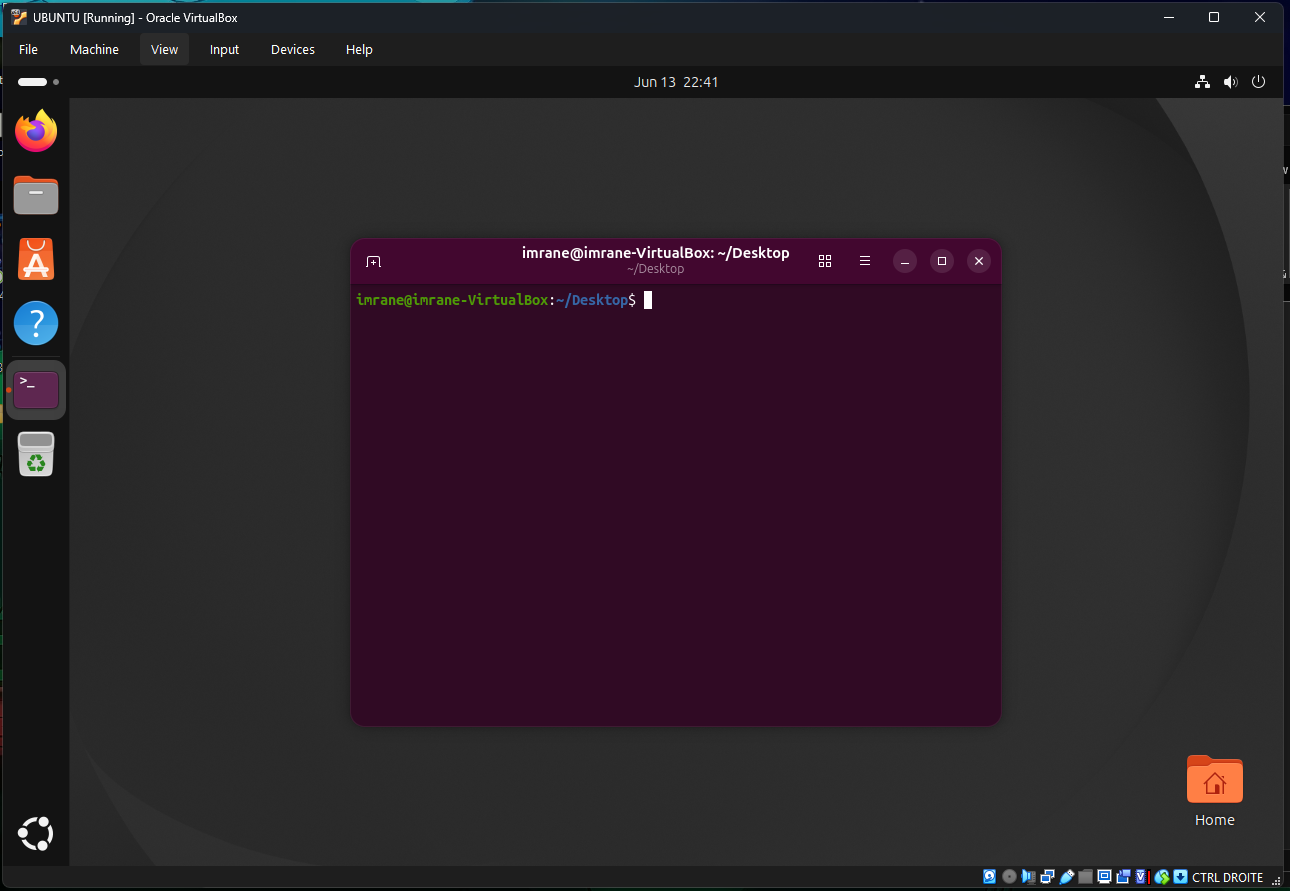 UBUNTU [Running] - Oracle VirtualBox
File Machine View Input Devices Help
Jun 13 22:41
imrane@imrane-VirtualBox: ~/Desktop
~/Desktop
imrane@imrane-VirtualBox:~/Desktop$
Home
CTRL DROITE